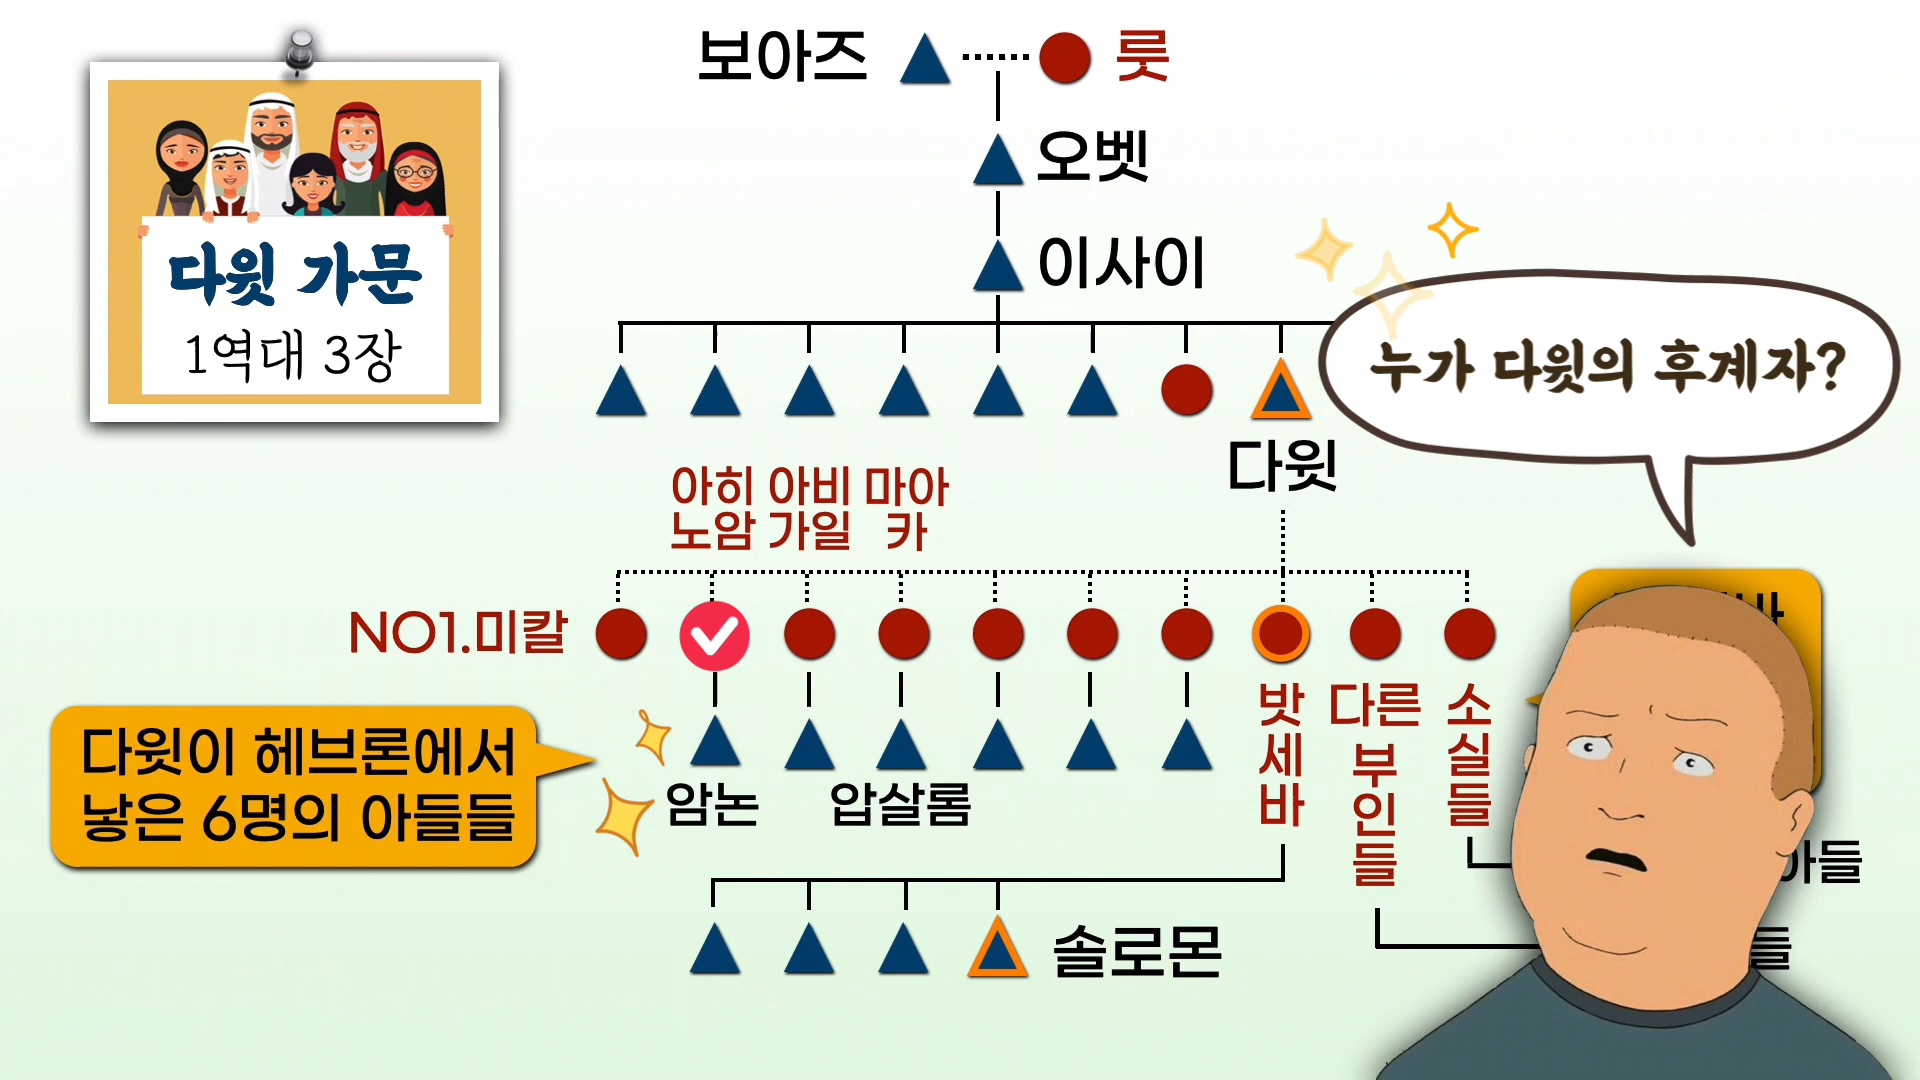 보아즈
룻
오벳
이사이
다윗 가문
1역대 3장
누가 다윗의 후계자?
다윗
아히노암
아비가일
마아카
NO1.미칼
밧세바
다른 부인들
소실들
다윗이 헤브론에서
낳은 6명의 아들들
암논
압살롬
아들
솔로몬